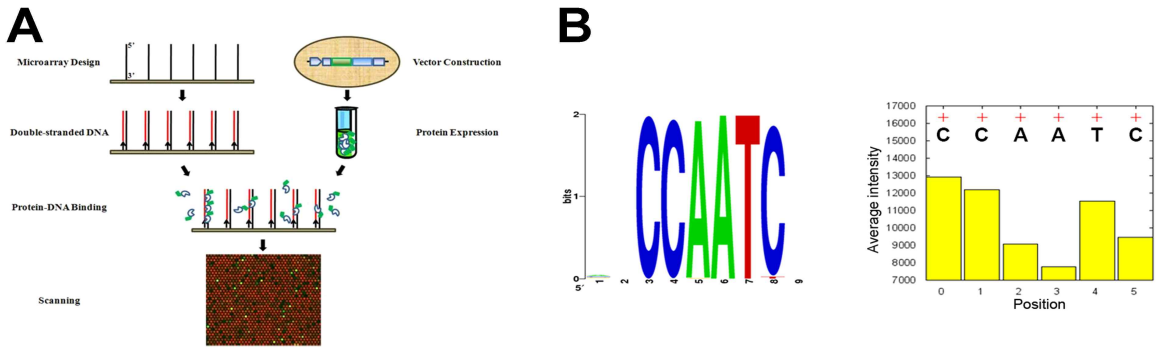 A
B
Microarray Design
5´
3´
Vector Construction
Double-stranded DNA
Protein Expression
Protein-DNA Binding
Scanning
2
bits
1
0
CCAATC
5´
1 2 3 4 5 6 7 8 9
17000
16000
15000
14000
13000
12000
11000
10000
9000
8000
7000
Average intensity
+ + + + + +
C C A A T C
0 1 2 3 4 5
Position